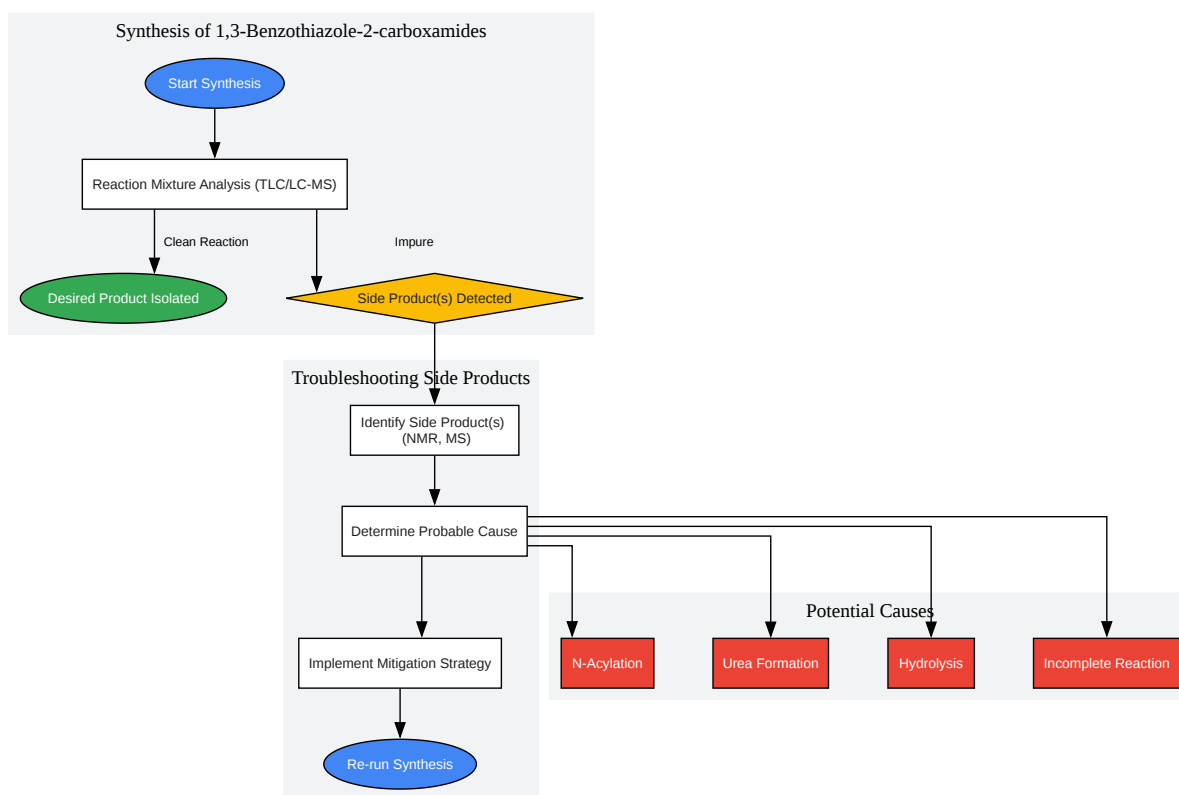 Synthesis of 1,3-Benzothiazole-2-carboxamides
Start Synthesis
Reaction Mixture Analysis (TLC/LC-MS)
Clean Reaction
Impure
Desired Product Isolated
Side Product(s) Detected
Troubleshooting Side Products
Identify Side Product(s)
(NMR, MS)
Determine Probable Cause
Potential Causes
Implement Mitigation Strategy
N-Acylation
Urea Formation
Hydrolysis
Incomplete Reaction
Re-run Synthesis